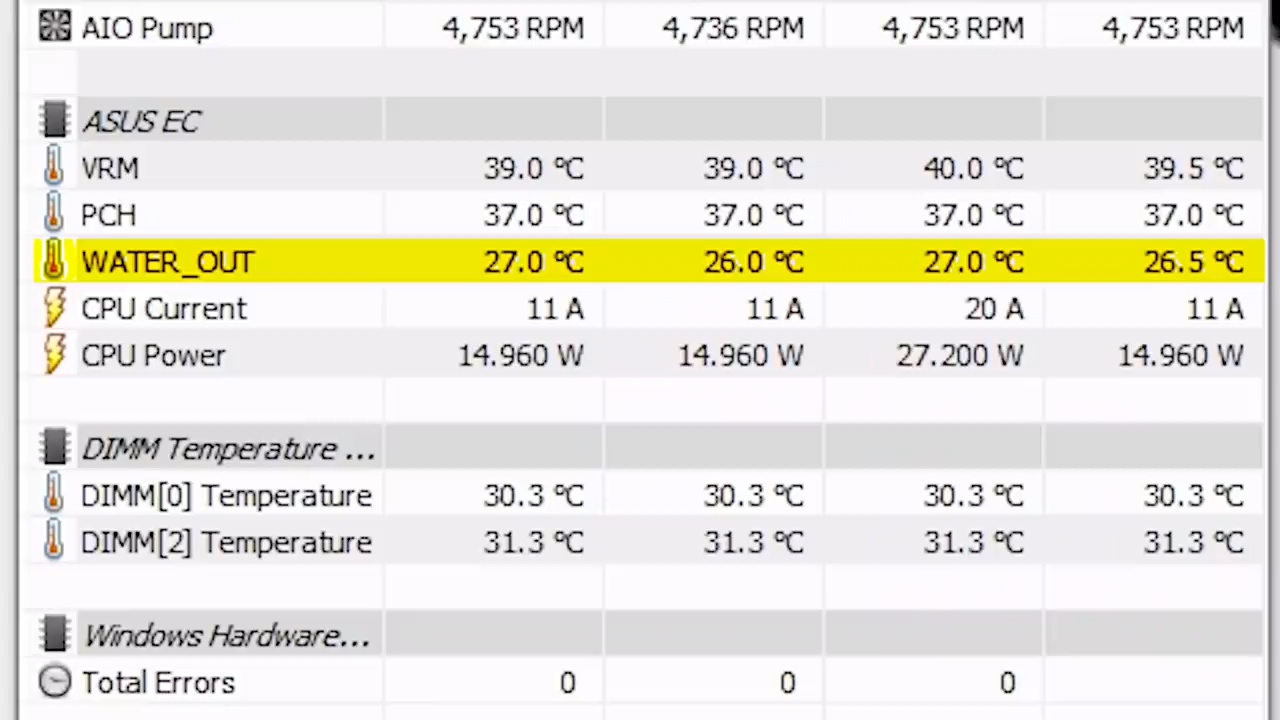 AIO Pump 4,753 RPM 4,736 RPM 4,753 RPM 4,753 RPM
ASUS EC
VRM 39.0 °C 39.0 °C 40.0 °C 39.5 °C
PCH 37.0 °C 37.0 °C 37.0 °C 37.0 °C
WATER_OUT 27.0 °C 26.0 °C 27.0 °C 26.5 °C
CPU Current 11 A 11 A 20 A 11 A
CPU Power 14.960 W 14.960 W 27.200 W 14.960 W
DIMM Temperature ...
DIMM[0] Temperature 30.3 °C 30.3 °C 30.3 °C 30.3 °C
DIMM[2] Temperature 31.3 °C 31.3 °C 31.3 °C 31.3 °C
Windows Hardware...
Total Errors 0 0 0